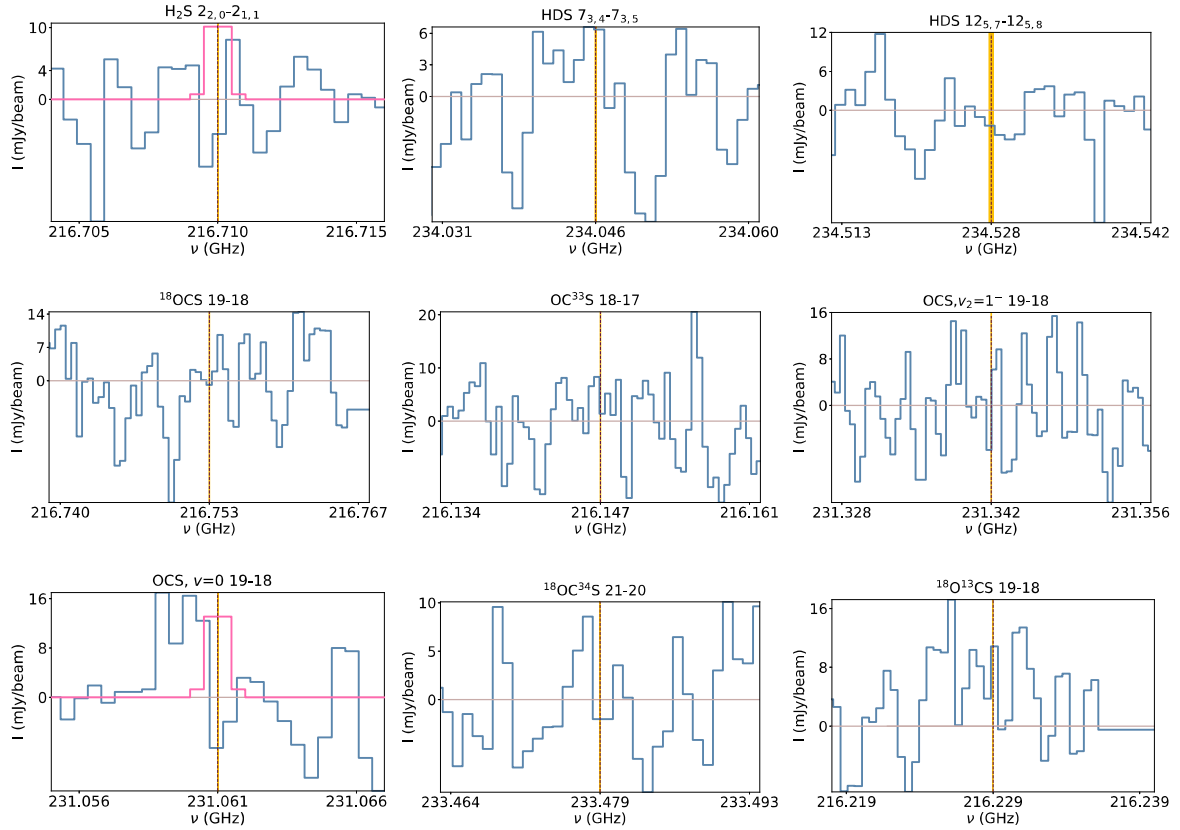 H₂S 2₂,₀-2₁,₁
HDS 7₃,₄-7₃,₅
HDS 12₅,₇-12₅,₈
I (mJy/beam)
10
4
0
216.705
216.710
216.715
ν (GHz)
I (mJy/beam)
6
3
0
234.031
234.046
234.060
ν (GHz)
I (mJy/beam)
12
6
0
234.513
234.528
234.542
ν (GHz)
¹⁸OCS 19-18
OC³³S 18-17
OCS,v₂=1⁻ 19-18
I (mJy/beam)
14
7
0
216.740
216.753
216.767
ν (GHz)
I (mJy/beam)
20
10
0
216.134
216.147
216.161
ν (GHz)
I (mJy/beam)
16
8
0
231.328
231.342
231.356
ν (GHz)
OCS, v=0 19-18
¹⁸OC³⁴S 21-20
¹⁸O¹³CS 19-18
I (mJy/beam)
16
8
0
231.056
231.061
231.066
ν (GHz)
I (mJy/beam)
10
5
0
233.464
233.479
233.493
ν (GHz)
I (mJy/beam)
16
8
0
216.219
216.229
216.239
ν (GHz)